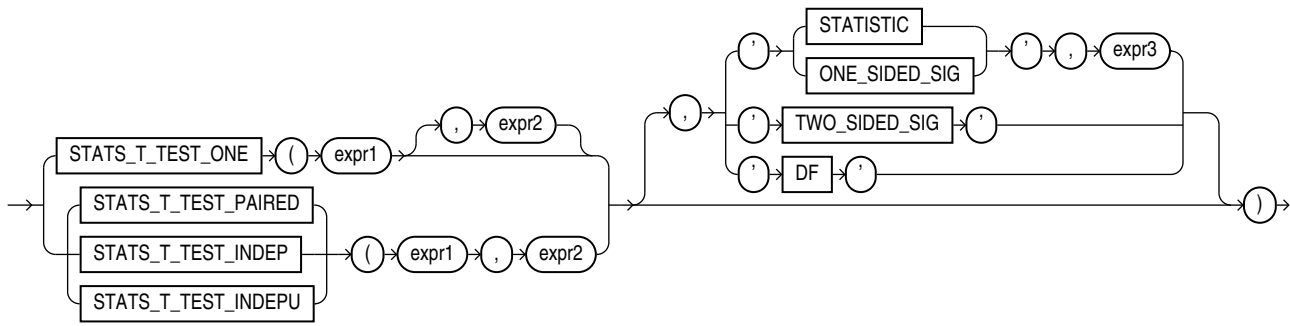 ' STATISTIC ' , expr3
ONE_SIDED_SIG
, expr2 , ' TWO_SIDED_SIG '
STATS_T_TEST_ONE ( expr1 ' DF '
STATS_T_TEST_PAIRED )
STATS_T_TEST_INDEP ( expr1 , expr2
STATS_T_TEST_INDEPU